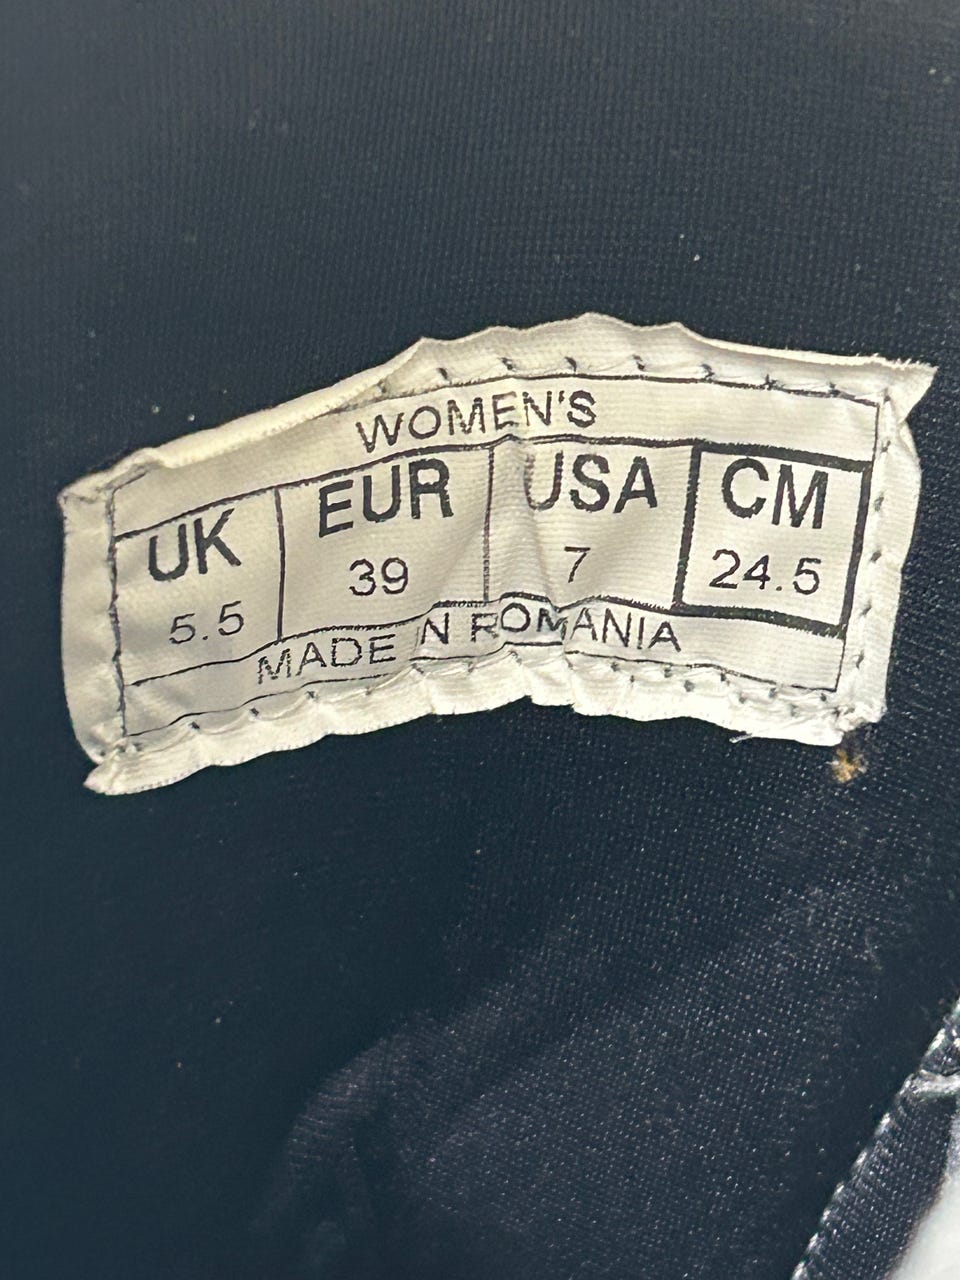 WOMEN'S
UK EUR USA CM
5.5 39 7 24.5
MADE IN ROMANIA